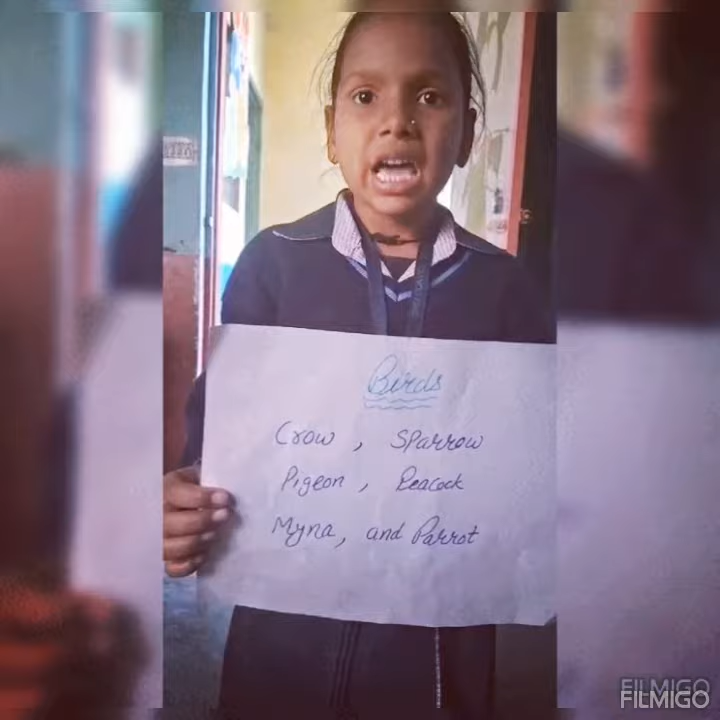 Birds
Crow, Sparrow
Pigeon, Peacock
Myna, and Parrot
FILMIGO
FILMIGO